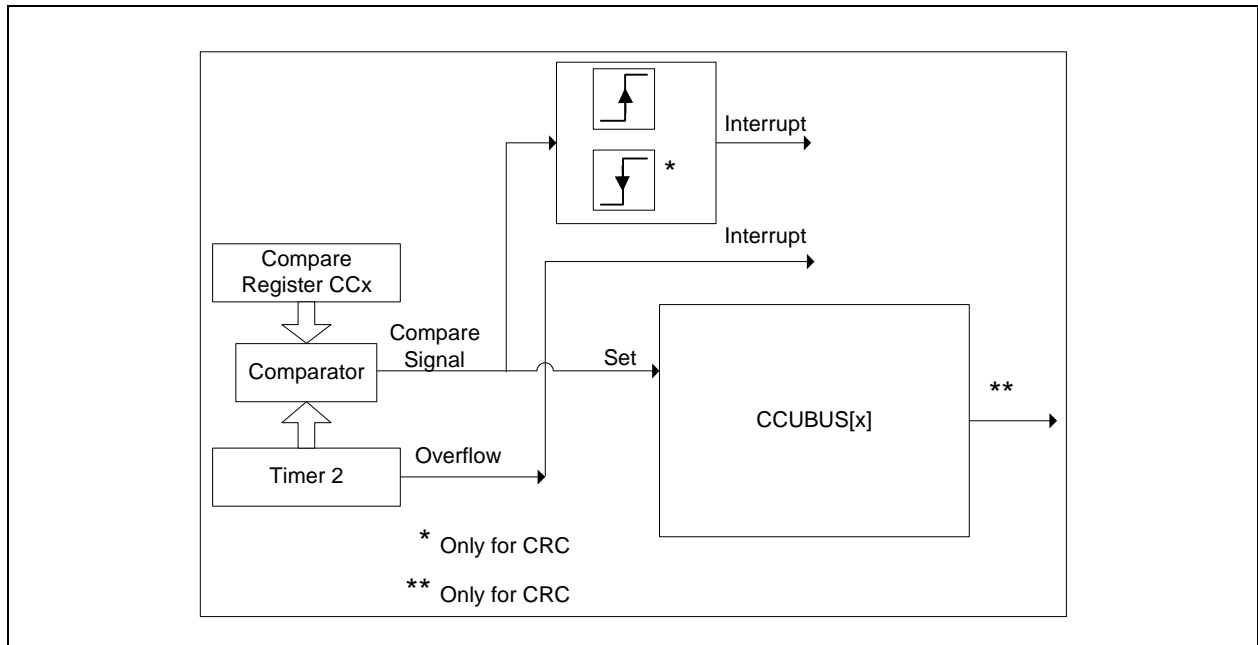 Interrupt
*
Interrupt
Compare
Register CCx
Compare
Signal
Set
Comparator
**
CCUBUS[x]
Overflow
Timer 2
* Only for CRC
** Only for CRC